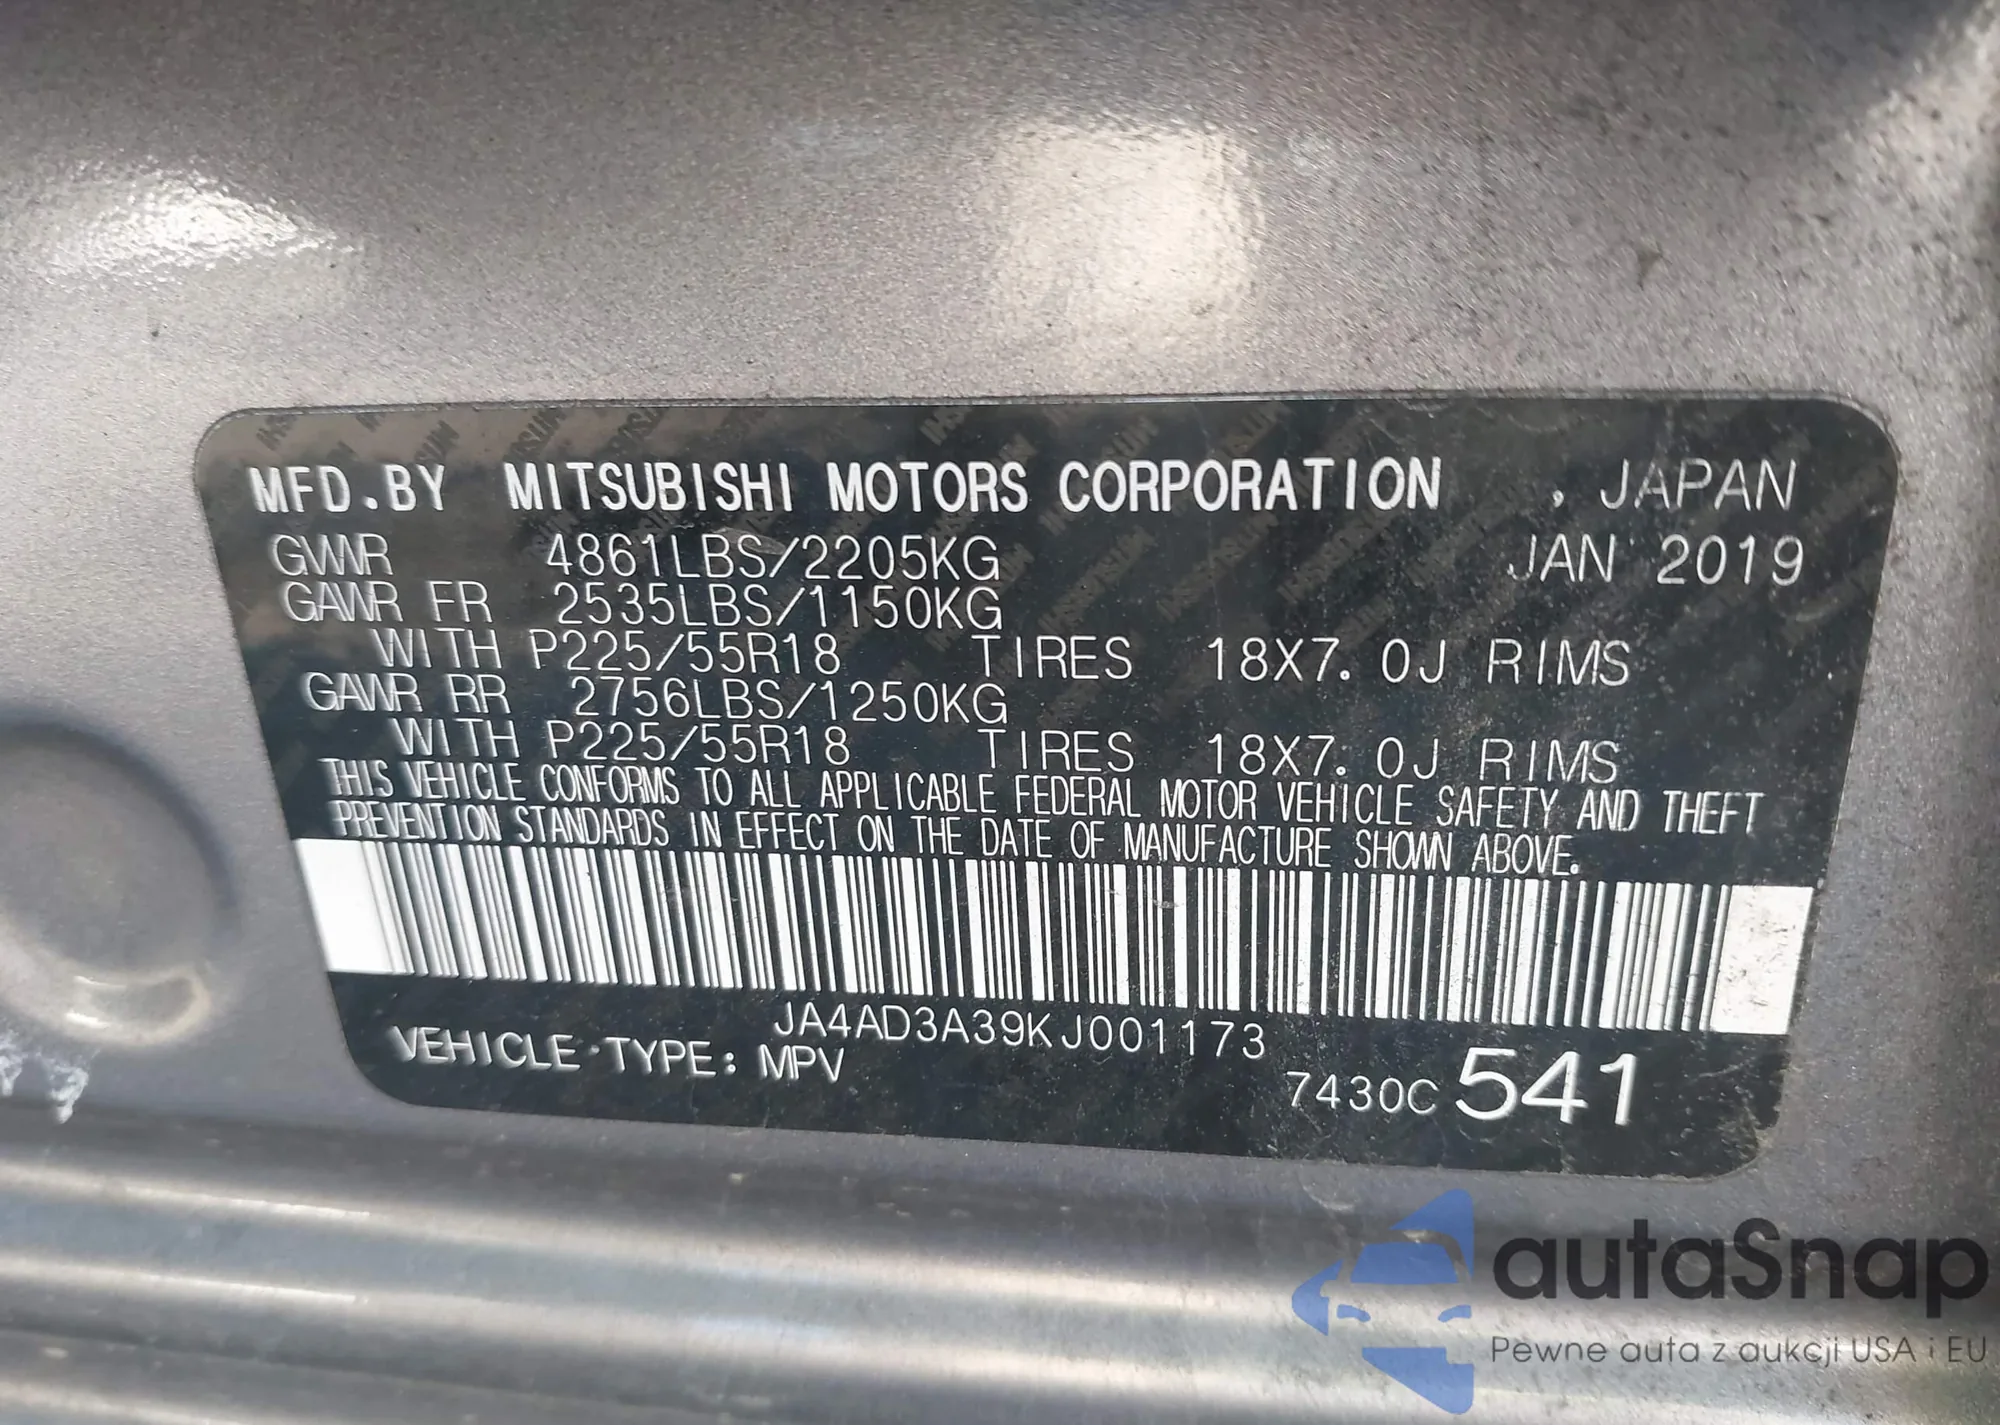 MFD.BY MITSUBISHI MOTORS CORPORATION . JAPAN
GVWR 4861LBS/2205KG JAN 2019
GAWR FR 2535LBS/1150KG
WITH P225/55R18 TIRES 18X7.0J RIMS
GAWR RR 2756LBS/1250KG
WITH P225/55R18 TIRES 18X7.0J RIMS
THIS VEHICLE CONFORMS TO ALL APPLICABLE FEDERAL MOTOR VEHICLE SAFETY AND THEFT
PREVENTION STANDARDS IN EFFECT ON THE DATE OF MANUFACTURE SHOWN ABOVE.
JA4AD3A39KJ001173
VEHICLE TYPE: MPV
7430C 541
autaSnap
Pewne auta z aukcji USA i EU